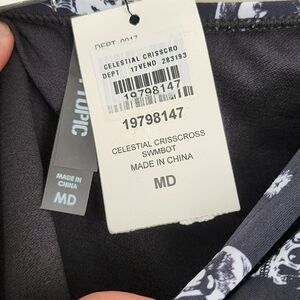 DEPT 0017
CELESTIAL CRISSCRO
DEPT 17VEND 283193
19798147
19798147
CELESTIAL CRISSCROSS
SWMBOT
MADE IN CHINA
MD
TOPIC
MADE IN
CHINA
MD